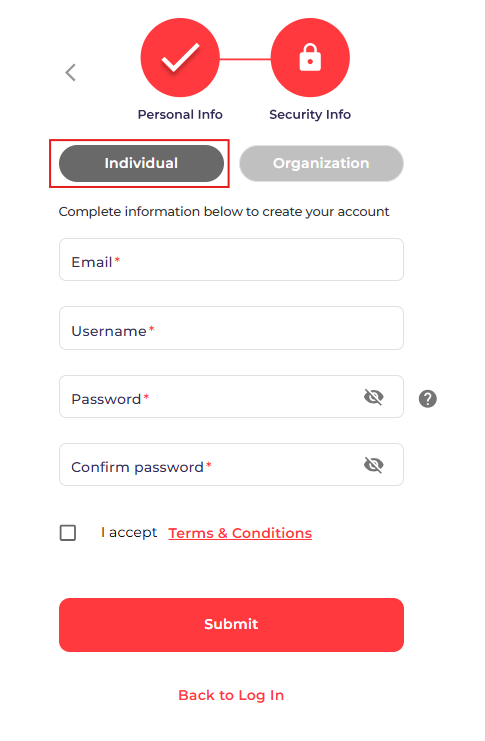 Personal Info Security Info
Individual Organization
Complete information below to create your account
Email*
Username*
Password* ?
Confirm password*
I accept Terms & Conditions
Submit
Back to Log In